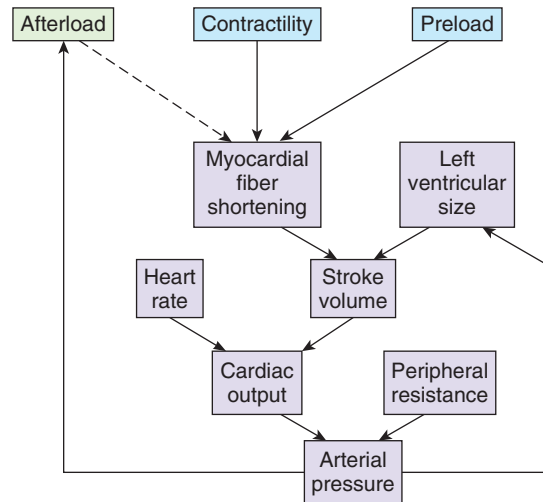 Afterload
Contractility
Preload
Myocardial
fiber
shortening
Left
ventricular
size
Heart
rate
Stroke
volume
Cardiac
output
Peripheral
resistance
Arterial
pressure